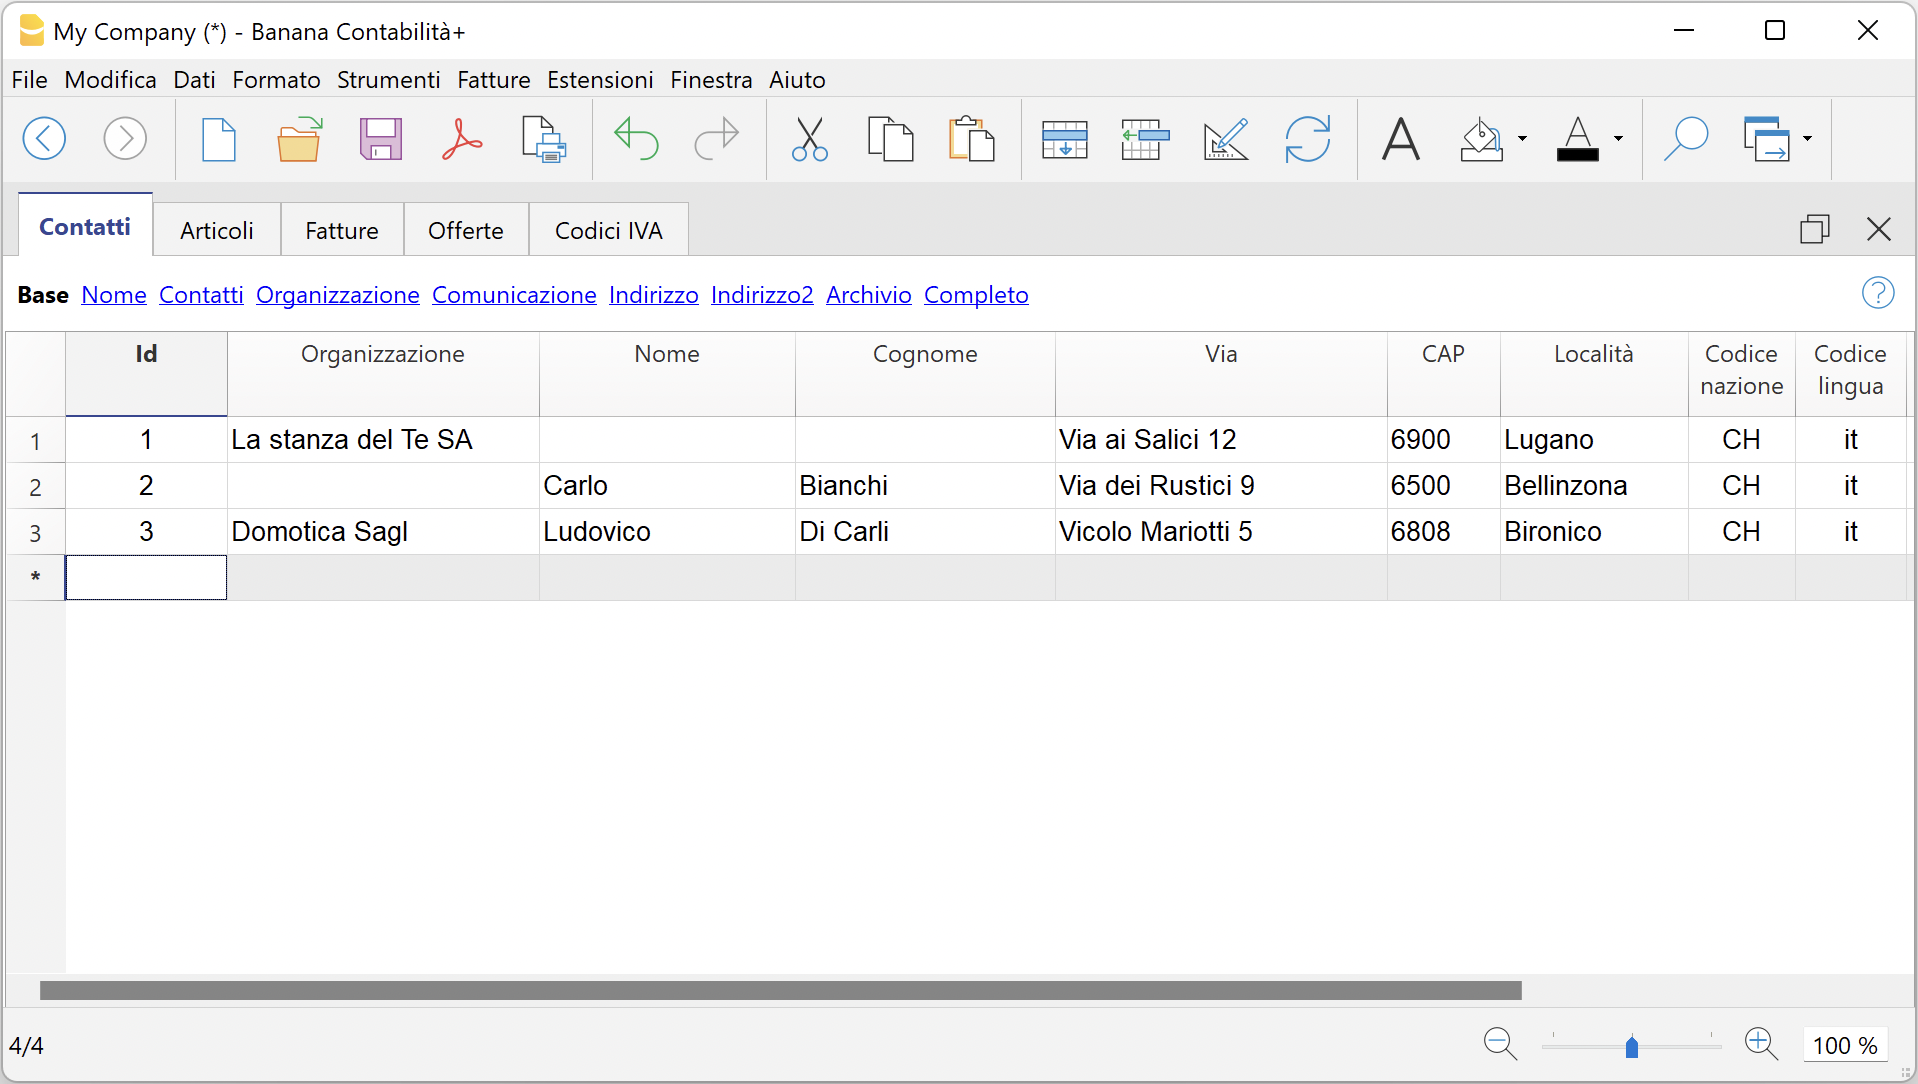 My Company (*) - Banana Contabilità+
File Modifica Dati Formato Strumenti Fatture Estensioni Finestra Aiuto
Contatti Articoli Fatture Offerte Codici IVA
Base Nome Contatti Organizzazione Comunicazione Indirizzo Indirizzo2 Archivio Completo
Id Organizzazione Nome Cognome Via CAP Località Codice nazione Codice lingua
1 1 La stanza del Te SA Via ai Salici 12 6900 Lugano CH it
2 2 Carlo Bianchi Via dei Rustici 9 6500 Bellinzona CH it
3 3 Domotica Sagl Ludovico Di Carli Vicolo Mariotti 5 6808 Bironico CH it
*
4/4 100 %